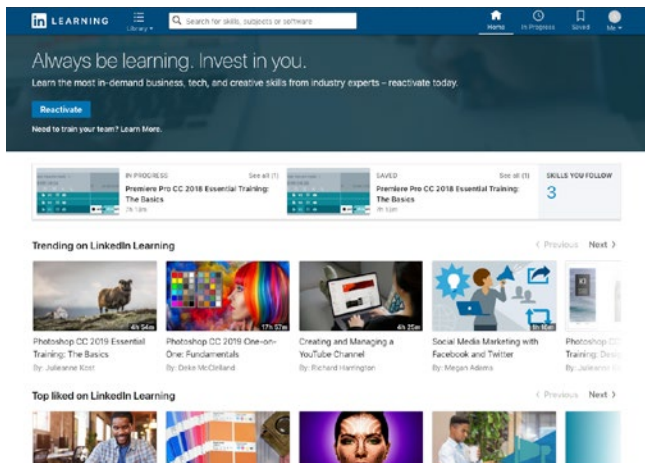 in LEARNING
Library
Search for skills, subjects or software
Home
In Progress
Saved
Me
Always be learning. Invest in you.
Learn the most in-demand business, tech, and creative skills from industry experts – reactivate today.
Reactivate
Need to train your team? Learn More.
IN PROGRESS See all (1)
Premiere Pro CC 2018 Essential Training:
The Basics
7h 18m
SAVED See all (1)
Premiere Pro CC 2018 Essential Training:
The Basics
7h 18m
SKILLS YOU FOLLOW
3
Trending on LinkedIn Learning
Previous Next
4h 54m
Photoshop CC 2019 Essential
Training: The Basics
By: Julieanne Kost
17h 57m
Photoshop CC 2019 One-on-
One: Fundamentals
By: Deke McClelland
4h 25m
Creating and Managing a
YouTube Channel
By: Richard Harrington
Social Media Marketing with
Facebook and Twitter
By: Megan Adams
Photoshop CC
Training:
By: Julieanne
Top liked on LinkedIn Learning
Previous Next